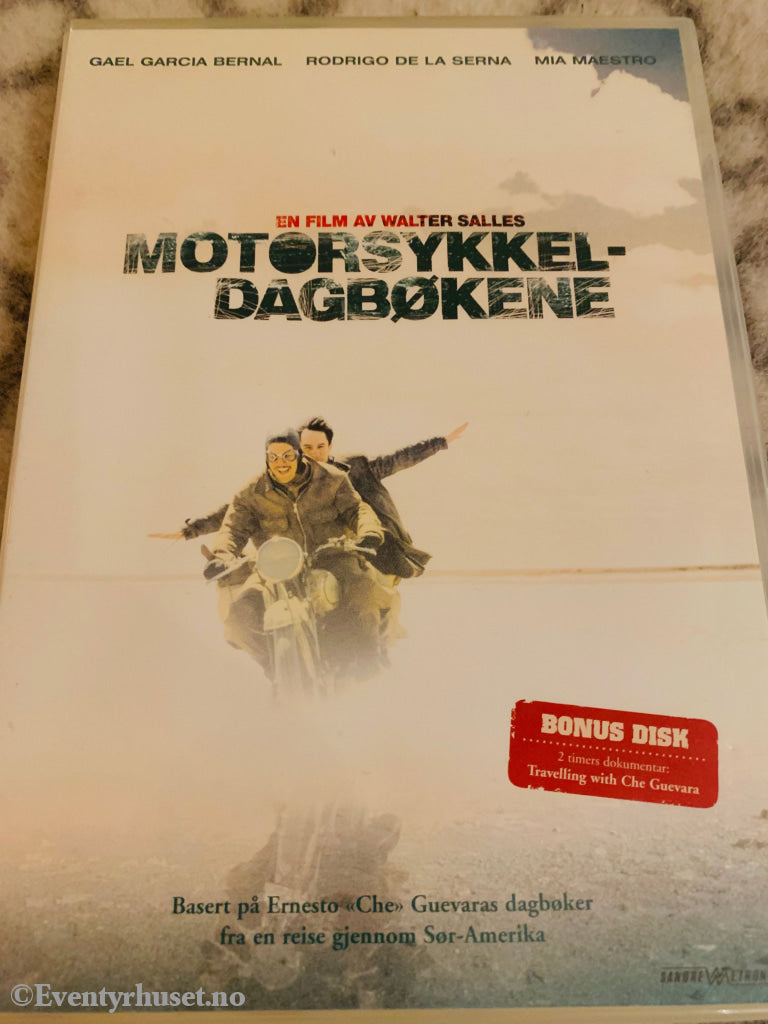 GAEL GARCIA BERNAL RODRIGO DE LA SERNA MIA MAESTRO
EN FILM AV WALTER SALLES
MOTORSYKKEL-
DAGBØKENE
BONUS DISK
2 timers dokumentar:
Travelling with Che Guevara
Basert på Ernesto «Che» Guevaras dagbøker
fra en reise gjennom Sør-Amerika
SANDREW METRONOME
©Eventyrhuset.no